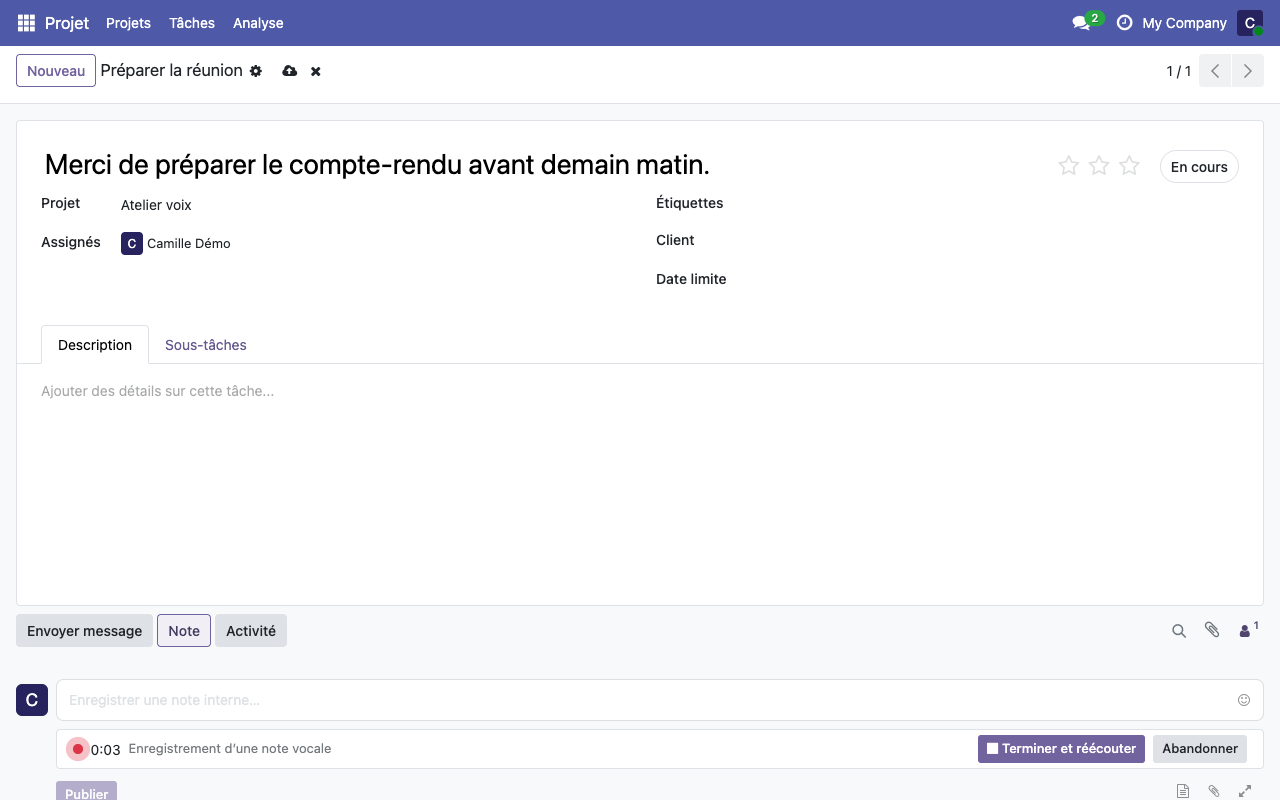 Projet Projets Tâches Analyse 2 My Company C
Nouveau Préparer la réunion 1 / 1
Merci de préparer le compte-rendu avant demain matin. En cours
Projet Atelier voix Étiquettes
Assignés C Camille Démo Client
Date limite
Description Sous-tâches
Ajouter des détails sur cette tâche...
Envoyer message Note Activité 1
C Enregistrer une note interne...
0:03 Enregistrement d’une note vocale Terminer et réécouter Abandonner
Publier